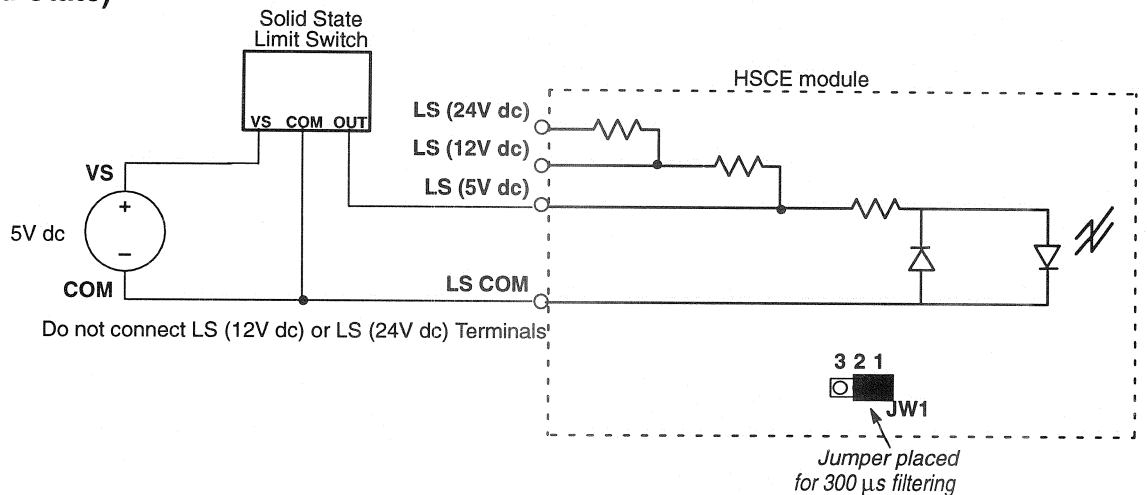 Solid State
Limit Switch
VS COM OUT
HSCE module
LS (24V dc)
LS (12V dc)
LS (5V dc)
VS
+
5V dc
−
COM
LS COM
Do not connect LS (12V dc) or LS (24V dc) Terminals
3 2 1
JW1
Jumper placed
for 300 µs filtering